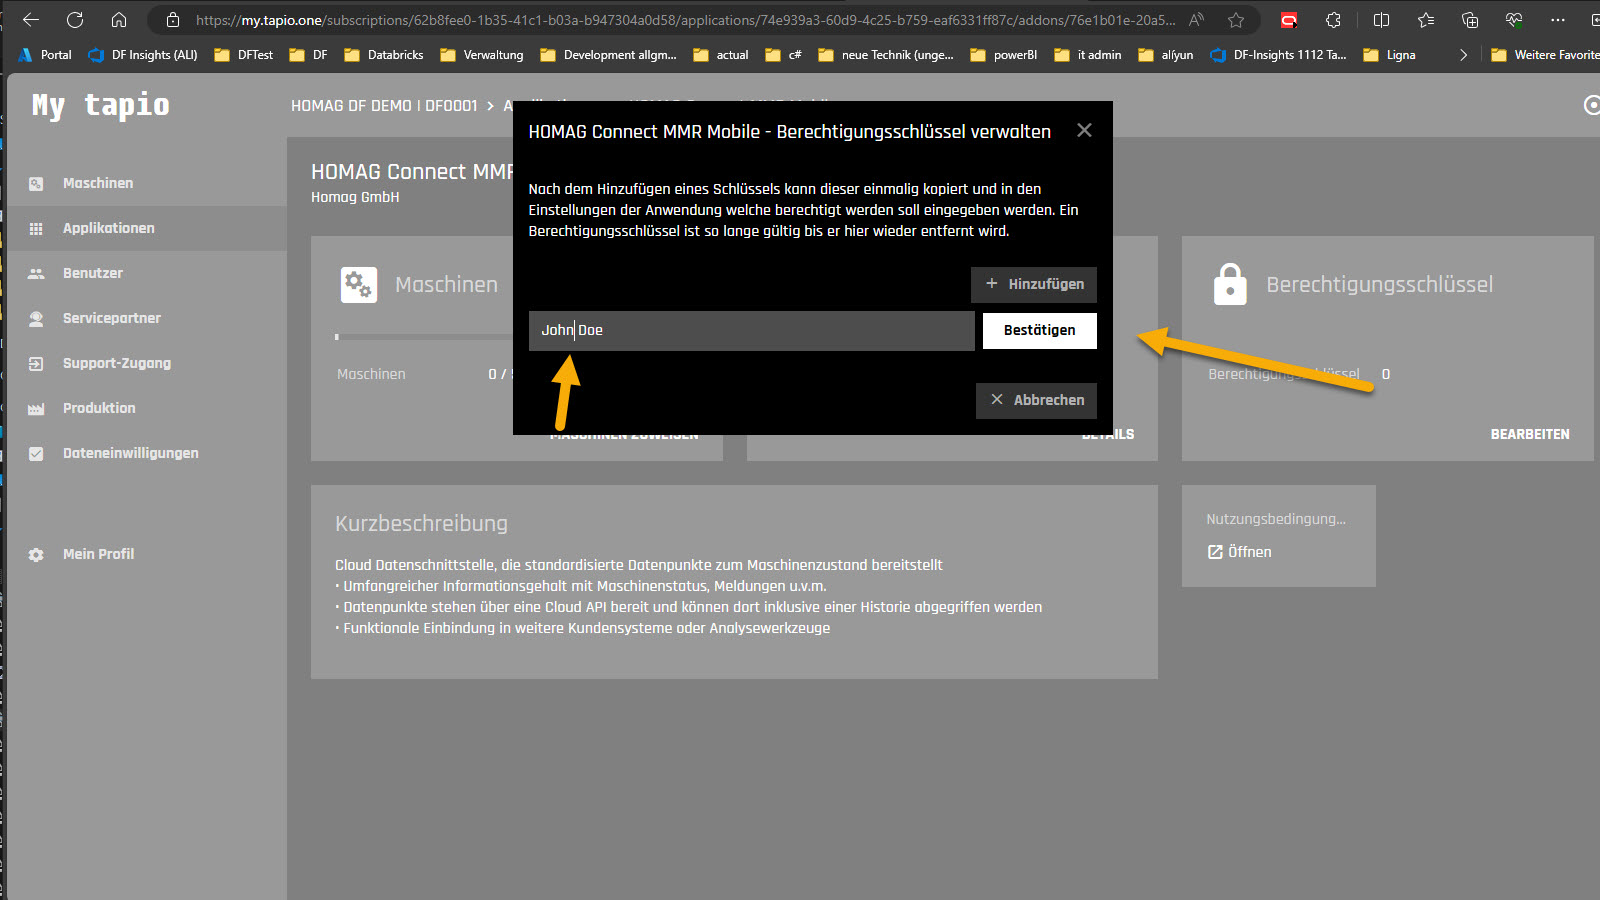 https://my.tapio.one/subscriptions/62b8fee0-1b35-41c1-b03a-b947304a0d58/applications/74e939a3-60d9-4c25-b759-eaf6331ff87c/addons/76e1b01e-20a5...
Portal
DF Insights (ALI)
DFTest
DF
Databricks
Verwaltung
Development allgm...
actual
c#
neue Technik (unge...
powerBI
it admin
aliyun
DF-Insights 1112 Ta...
Ligna
Weitere Favorite
My tapio
HOMAG DF DEMO | DF0001 > A
Maschinen
Applikationen
Benutzer
Servicepartner
Support-Zugang
Produktion
Dateneinwilligungen
Mein Profil
HOMAG Connect MMR
Homag GmbH
HOMAG Connect MMR Mobile - Berechtigungsschlüssel verwalten
Nach dem Hinzufügen eines Schlüssels kann dieser einmalig kopiert und in den
Einstellungen der Anwendung welche berechtigt werden soll eingegeben werden. Ein
Berechtigungsschlüssel ist so lange gültig bis er hier wieder entfernt wird.
+ Hinzufügen
John Doe
Bestätigen
Abbrechen
Maschinen
Maschinen 0 /
MASCHINEN ZUWEISEN
DETAILS
Berechtigungsschlüssel
Berechtigungsschlüssel 0
BEARBEITEN
Kurzbeschreibung
Cloud Datenschnittstelle, die standardisierte Datenpunkte zum Maschinenzustand bereitstellt
• Umfangreicher Informationsgehalt mit Maschinenstatus, Meldungen u.v.m.
• Datenpunkte stehen über eine Cloud API bereit und können dort inklusive einer Historie abgegriffen werden
• Funktionale Einbindung in weitere Kundensysteme oder Analysewerkzeuge
Nutzungsbedingung...
Öffnen